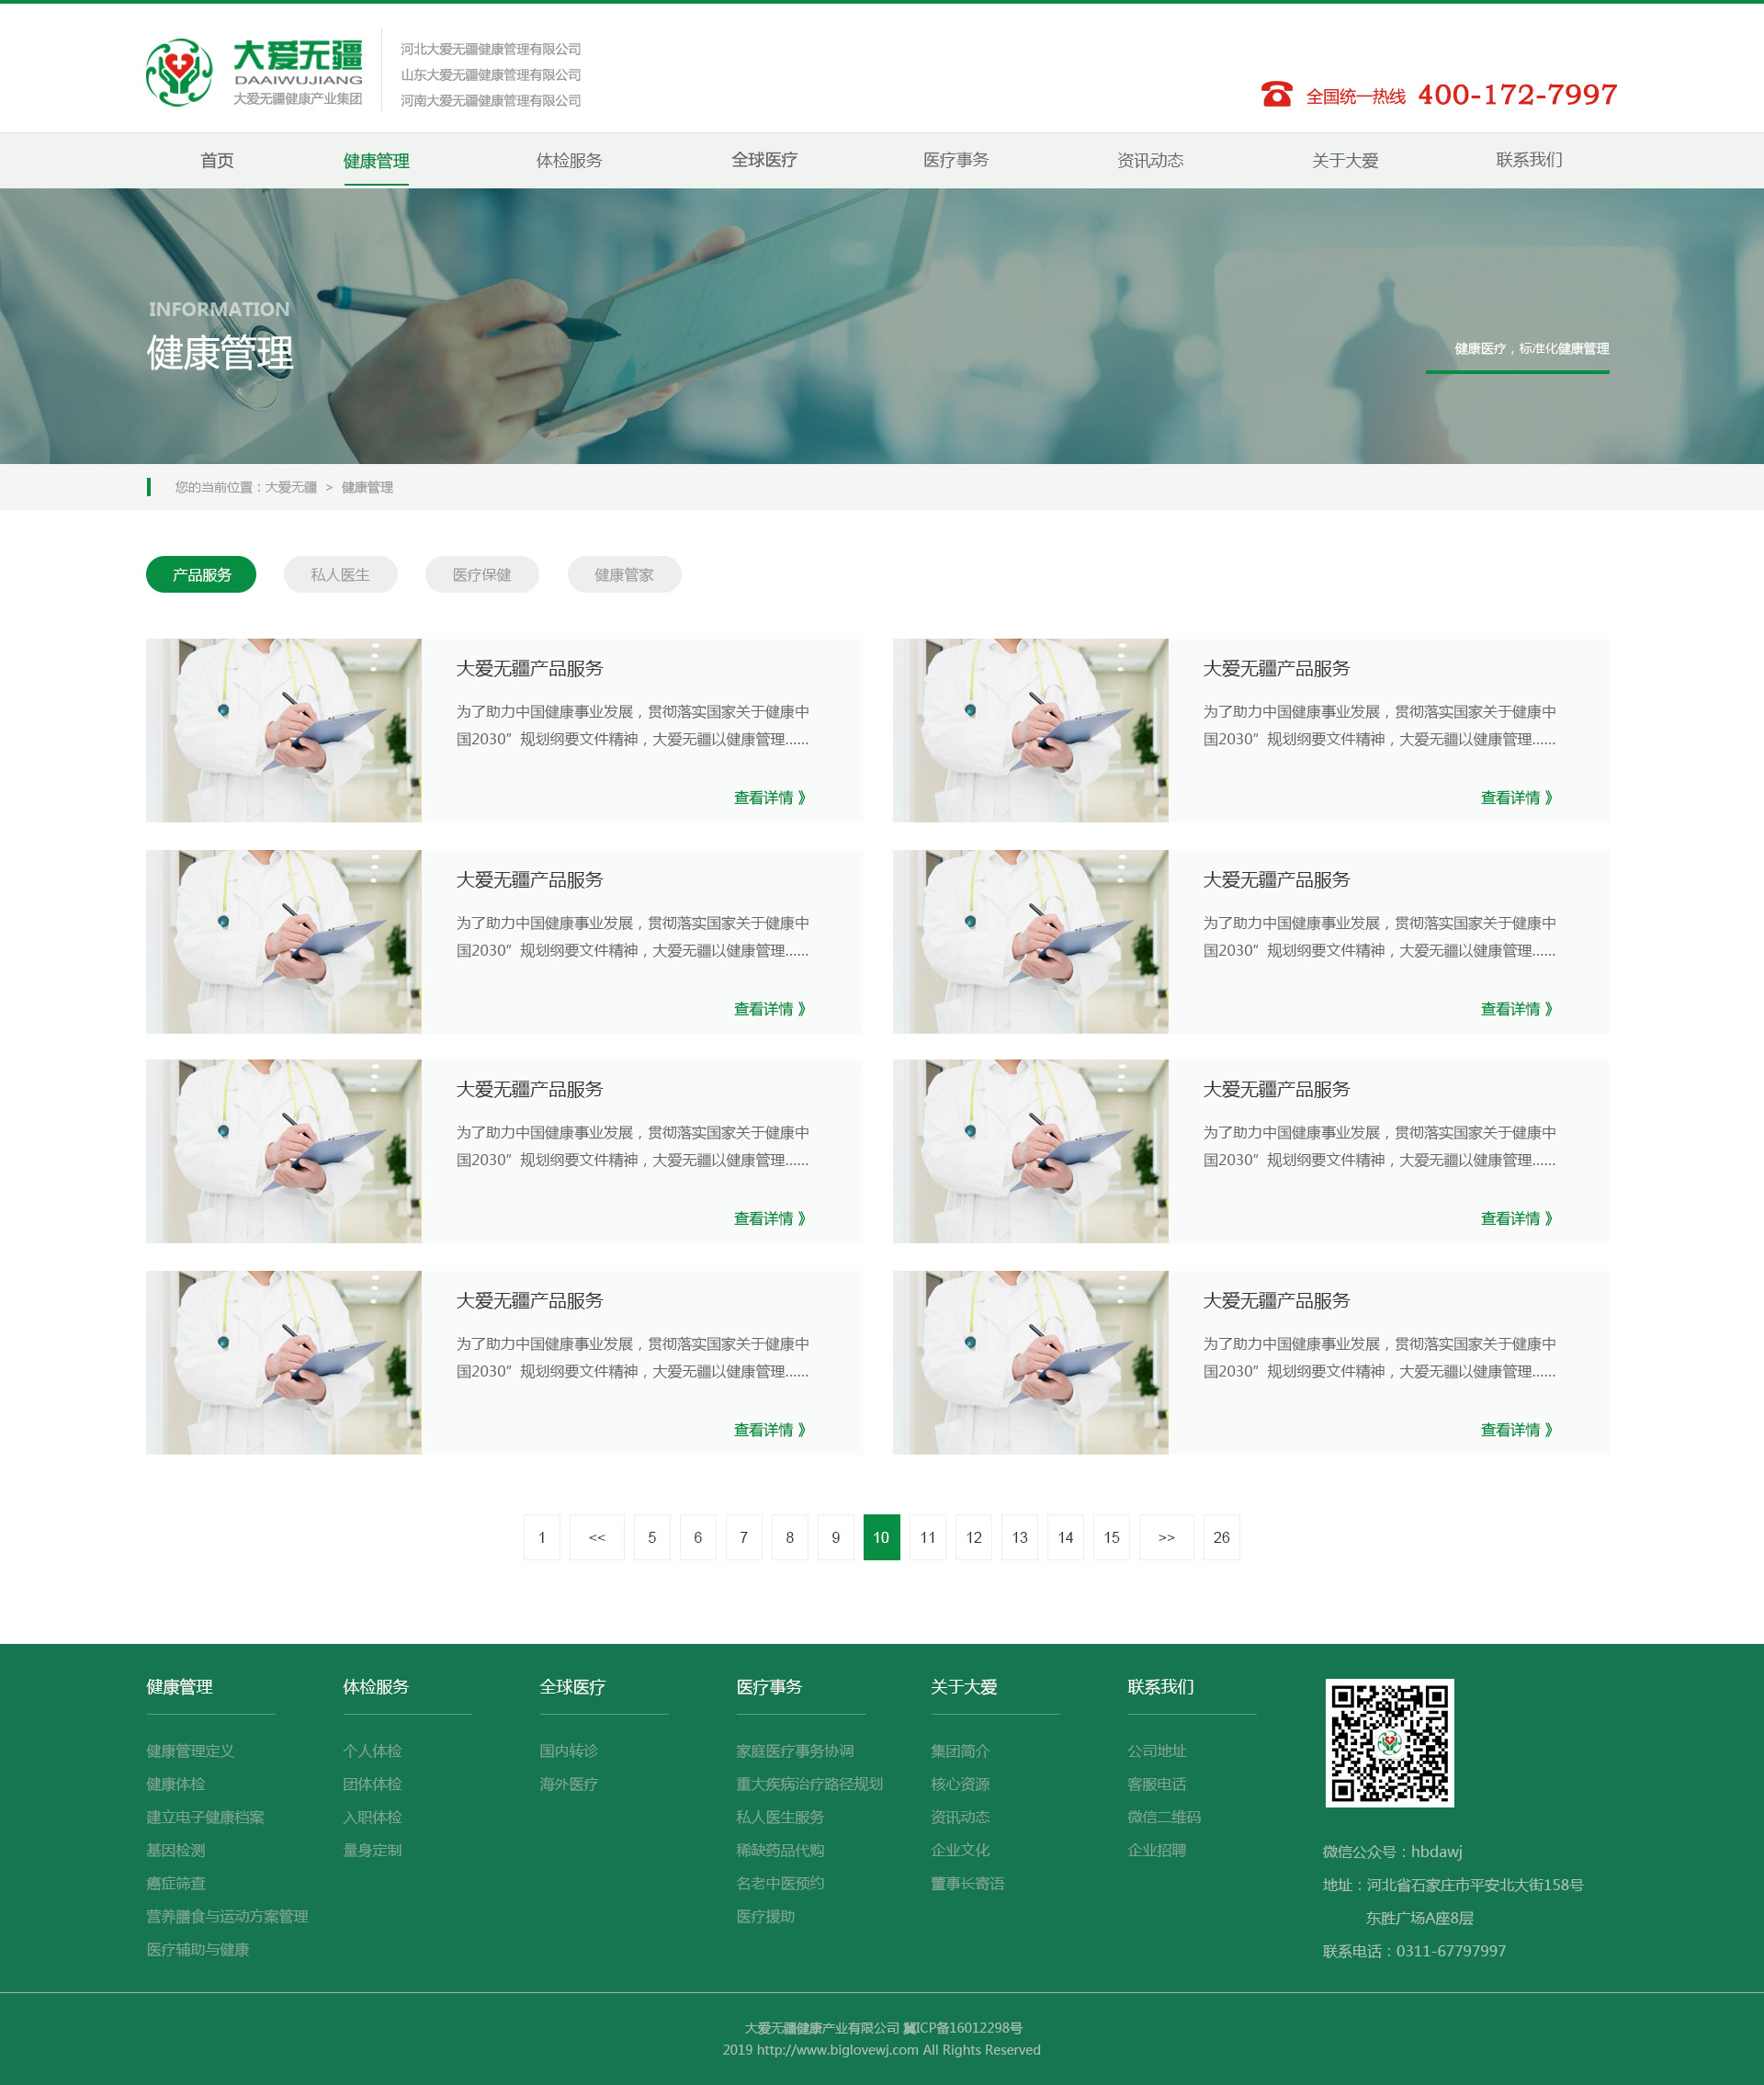 大爱无疆
DAAIWUJIANG
大爱无疆健康产业集团
河北大爱无疆健康管理有限公司
山东大爱无疆健康管理有限公司
河南大爱无疆健康管理有限公司
全国统一热线 400-172-7997
首页 健康管理 体检服务 全球医疗 医疗事务 资讯动态 关于大爱 联系我们
INFORMATION
健康管理
健康医疗，标准化健康管理
您的当前位置：大爱无疆 > 健康管理
产品服务 私人医生 医疗保健 健康管家
大爱无疆产品服务
为了助力中国健康事业发展，贯彻落实国家关于健康中
国2030”规划纲要文件精神，大爱无疆以健康管理......
查看详情 》
大爱无疆产品服务
为了助力中国健康事业发展，贯彻落实国家关于健康中
国2030”规划纲要文件精神，大爱无疆以健康管理......
查看详情 》
大爱无疆产品服务
为了助力中国健康事业发展，贯彻落实国家关于健康中
国2030”规划纲要文件精神，大爱无疆以健康管理......
查看详情 》
大爱无疆产品服务
为了助力中国健康事业发展，贯彻落实国家关于健康中
国2030”规划纲要文件精神，大爱无疆以健康管理......
查看详情 》
大爱无疆产品服务
为了助力中国健康事业发展，贯彻落实国家关于健康中
国2030”规划纲要文件精神，大爱无疆以健康管理......
查看详情 》
大爱无疆产品服务
为了助力中国健康事业发展，贯彻落实国家关于健康中
国2030”规划纲要文件精神，大爱无疆以健康管理......
查看详情 》
大爱无疆产品服务
为了助力中国健康事业发展，贯彻落实国家关于健康中
国2030”规划纲要文件精神，大爱无疆以健康管理......
查看详情 》
大爱无疆产品服务
为了助力中国健康事业发展，贯彻落实国家关于健康中
国2030”规划纲要文件精神，大爱无疆以健康管理......
查看详情 》
1 << 5 6 7 8 9 10 11 12 13 14 15 >> 26
健康管理
健康管理定义
健康体检
建立电子健康档案
基因检测
癌症筛查
营养膳食与运动方案管理
医疗辅助与健康
体检服务
个人体检
团体体检
入职体检
量身定制
全球医疗
国内转诊
海外医疗
医疗事务
家庭医疗事务协调
重大疾病治疗路径规划
私人医生服务
稀缺药品代购
名老中医预约
医疗援助
关于大爱
集团简介
核心资源
资讯动态
企业文化
董事长寄语
联系我们
公司地址
客服电话
微信二维码
企业招聘
微信公众号：hbdawj
地址：河北省石家庄市平安北大街158号
东胜广场A座8层
联系电话：0311-67797997
大爱无疆健康产业有限公司 冀ICP备16012298号
2019 http://www.biglovewj.com All Rights Reserved